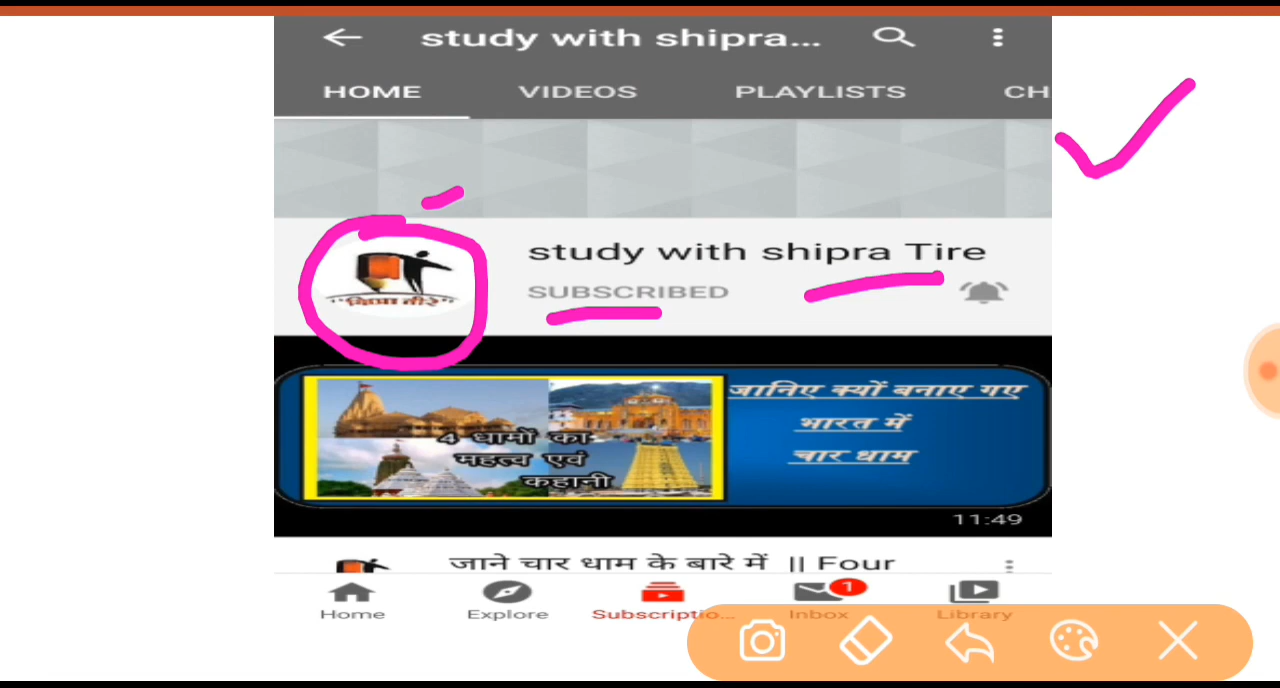 study with shipra...
HOME VIDEOS PLAYLISTS CH
study with shipra Tire
SUBSCRIBED
"क्षिप्रा तीरे"
4 धामों का
महत्व एवं
कहानी
जानिए क्यों बनाए गए
भारत में
चार धाम
11:49
जाने चार धाम के बारे में || Four
1
Home Explore Subscriptio... Inbox Library